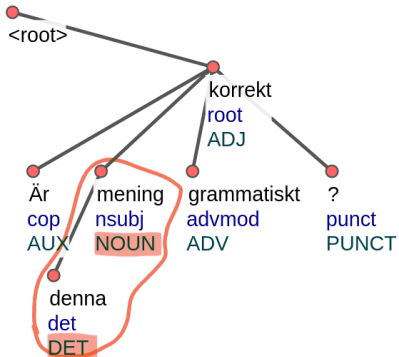 <root>
korrekt
root
ADJ
Är mening grammatiskt ?
cop nsubj advmod punct
AUX NOUN ADV PUNCT
denna
det
DET